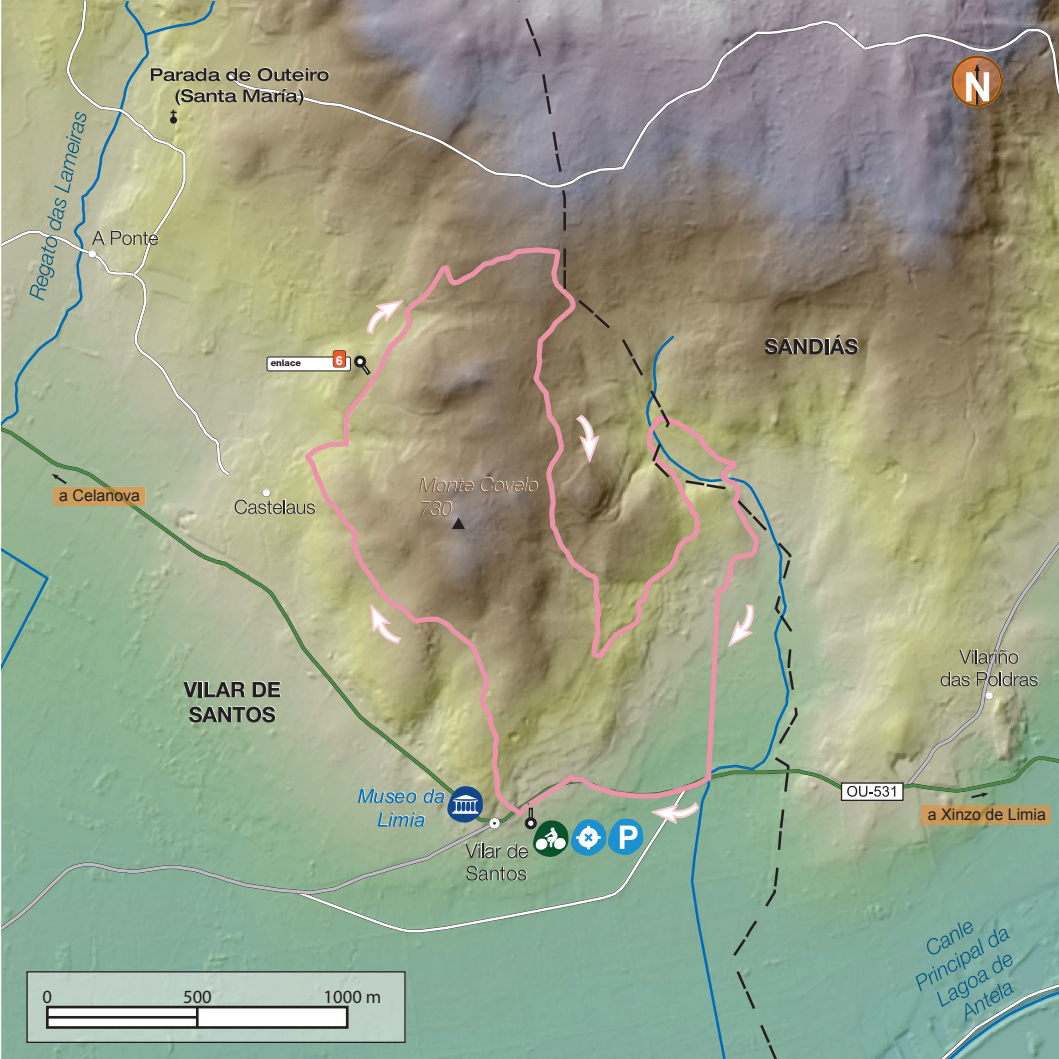 Parada de Outeiro
(Santa María)
N
Regato das Lameiras
A Ponte
SANDIÁS
enlace 6
a Celanova
Monte Covelo
730
Castelaus
Vilariño
das Poldras
VILAR DE
SANTOS
Museo da
Limia
OU-531
a Xinzo de Limia
P
Vilar de
Santos
Canle
Principal da
Lagoa de
Antela
0 500 1000 m